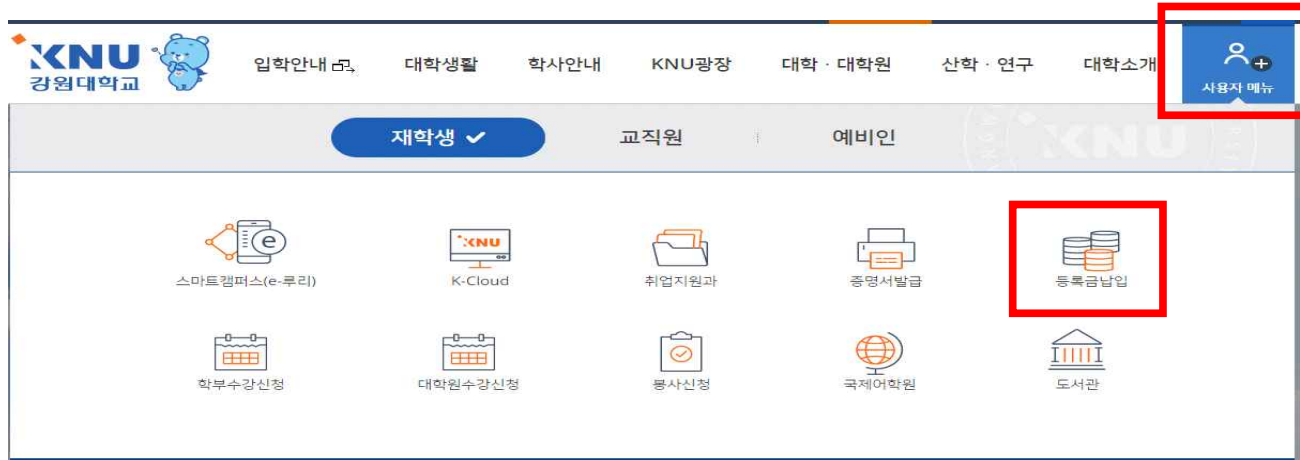 KNU
강원대학교
입학안내 대학생활 학사안내 KNU광장 대학 · 대학원 산학 · 연구 대학소개
사용자 메뉴
재학생 교직원 예비인
KNU
e
KNU
스마트캠퍼스(e-루리) K-Cloud 취업지원과 증명서발급 등록금납입
학부수강신청 대학원수강신청 봉사신청 국제어학원 도서관